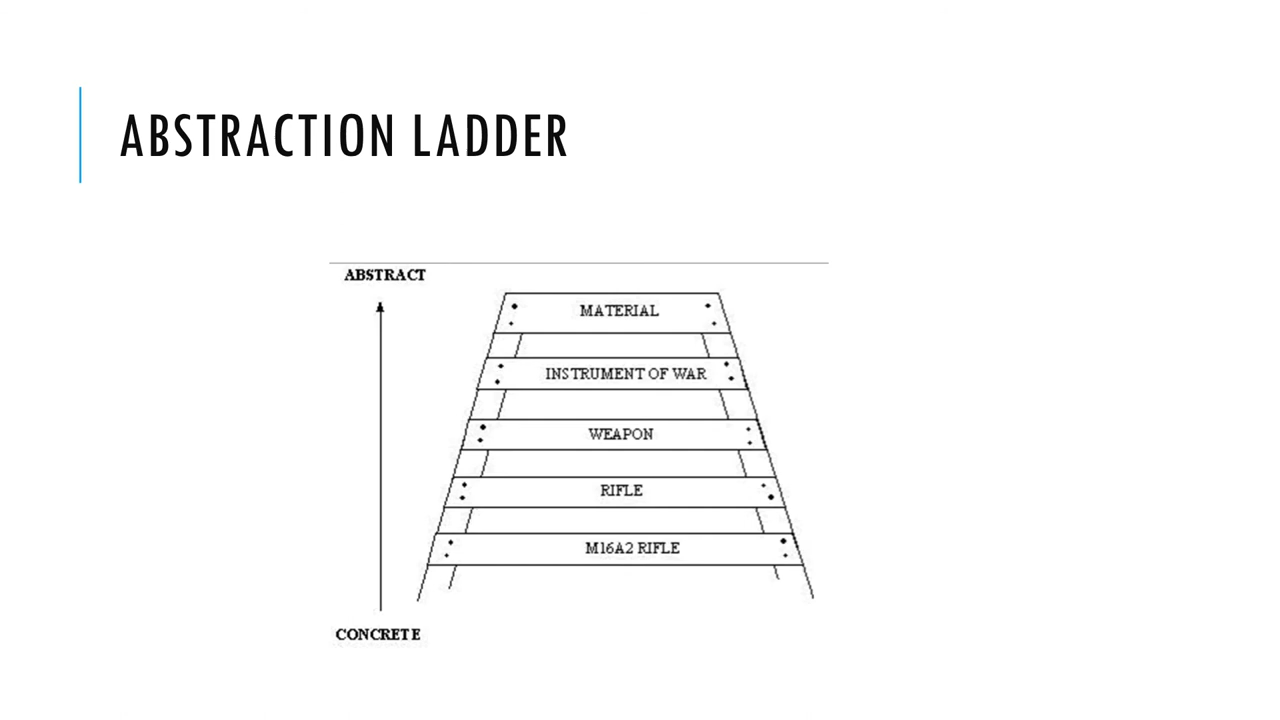 ABSTRACTION LADDER
ABSTRACT
MATERIAL
INSTRUMENT OF WAR
WEAPON
RIFLE
M16A2 RIFLE
CONCRETE